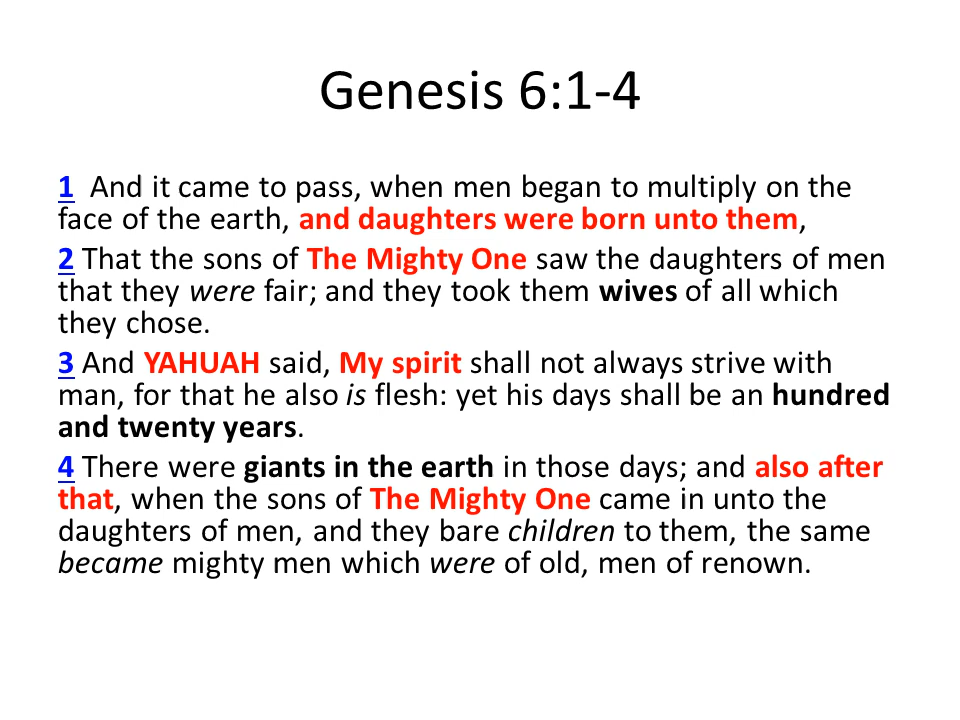 Genesis 6:1-4
1 And it came to pass, when men began to multiply on the
face of the earth, and daughters were born unto them,
2 That the sons of The Mighty One saw the daughters of men
that they were fair; and they took them wives of all which
they chose.
3 And YAHUAH said, My spirit shall not always strive with
man, for that he also is flesh: yet his days shall be an hundred
and twenty years.
4 There were giants in the earth in those days; and also after
that, when the sons of The Mighty One came in unto the
daughters of men, and they bare children to them, the same
became mighty men which were of old, men of renown.